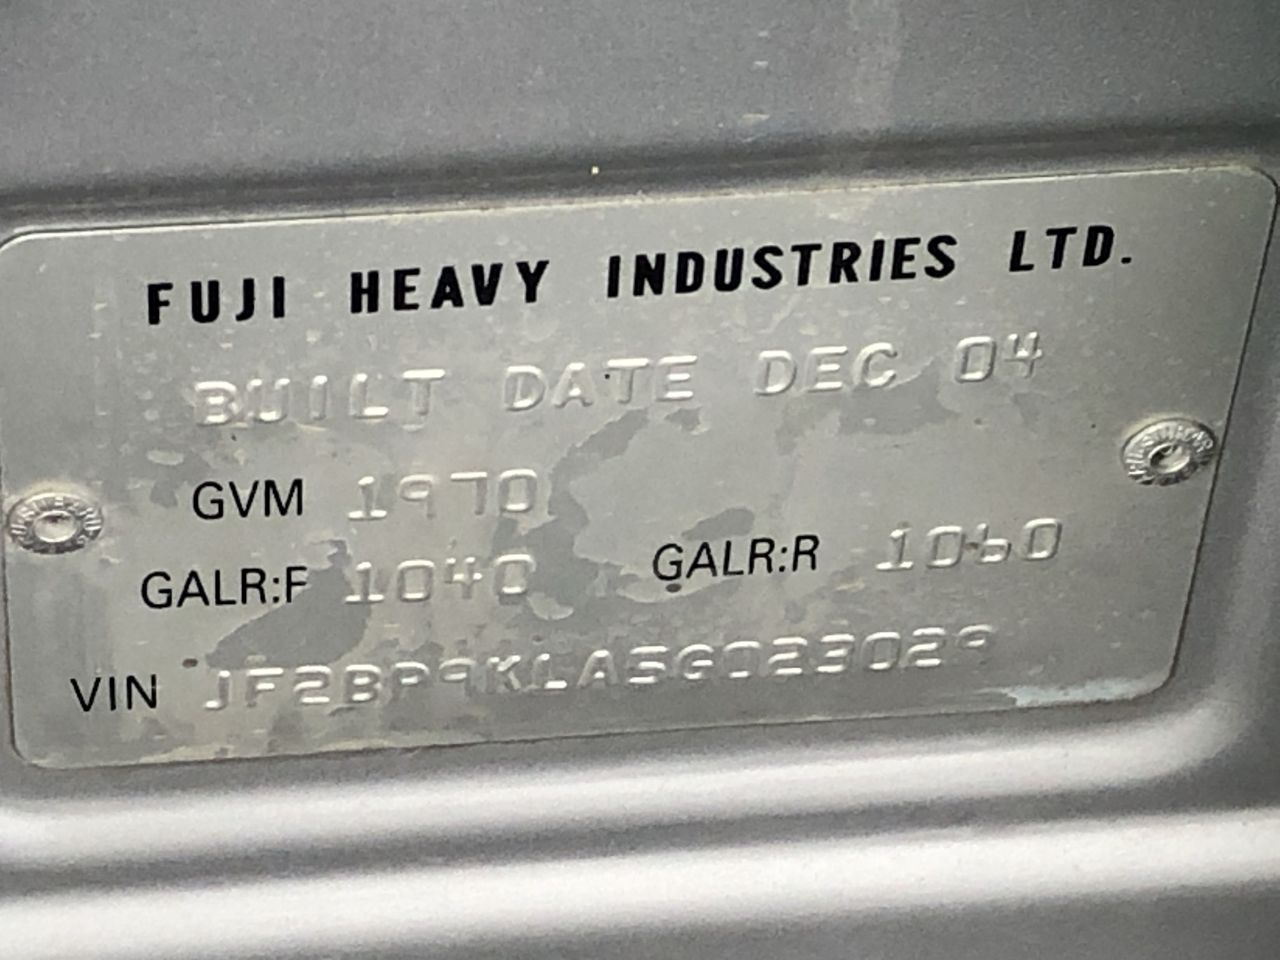 FUJI HEAVY INDUSTRIES LTD.
BUILT DATE DEC 04
GVM 1970
GALR:F 1040 GALR:R 1060
VIN JF2BP9KLA5G023029